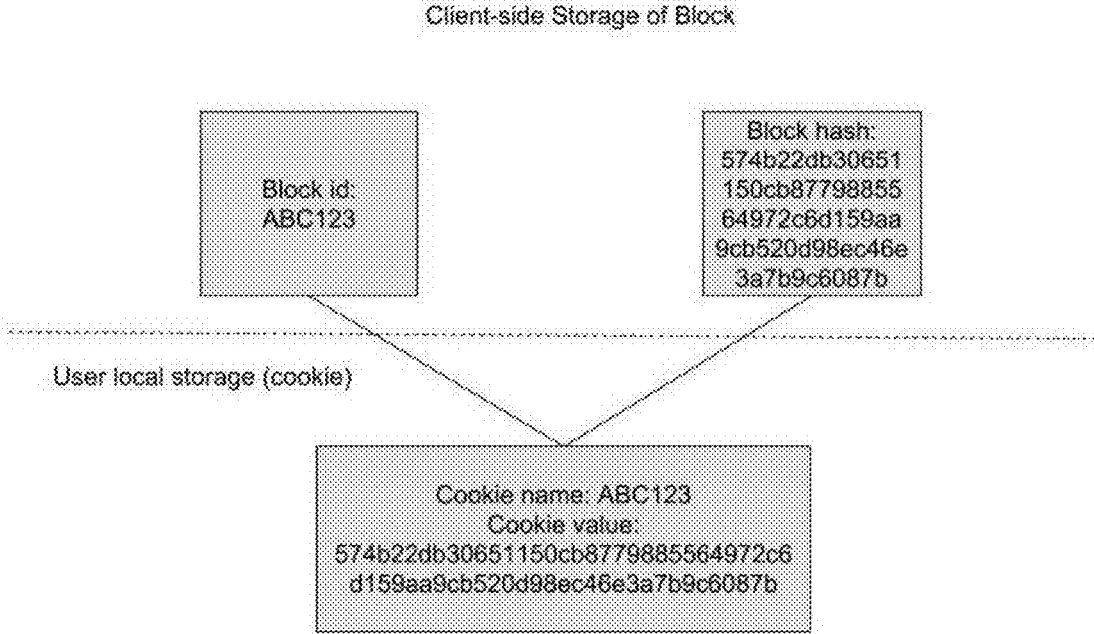 Client-side Storage of Block
Block id:
ABC123
Block hash:
574b22db30651
150cb87798855
64972c6d159aa
9cb520d98ec46e
3a7b9c6087b
User local storage (cookie)
Cookie name: ABC123
Cookie value:
574b22db30651150cb8779885564972c6
d159aa9cb520d98ec46e3a7b9c6087b